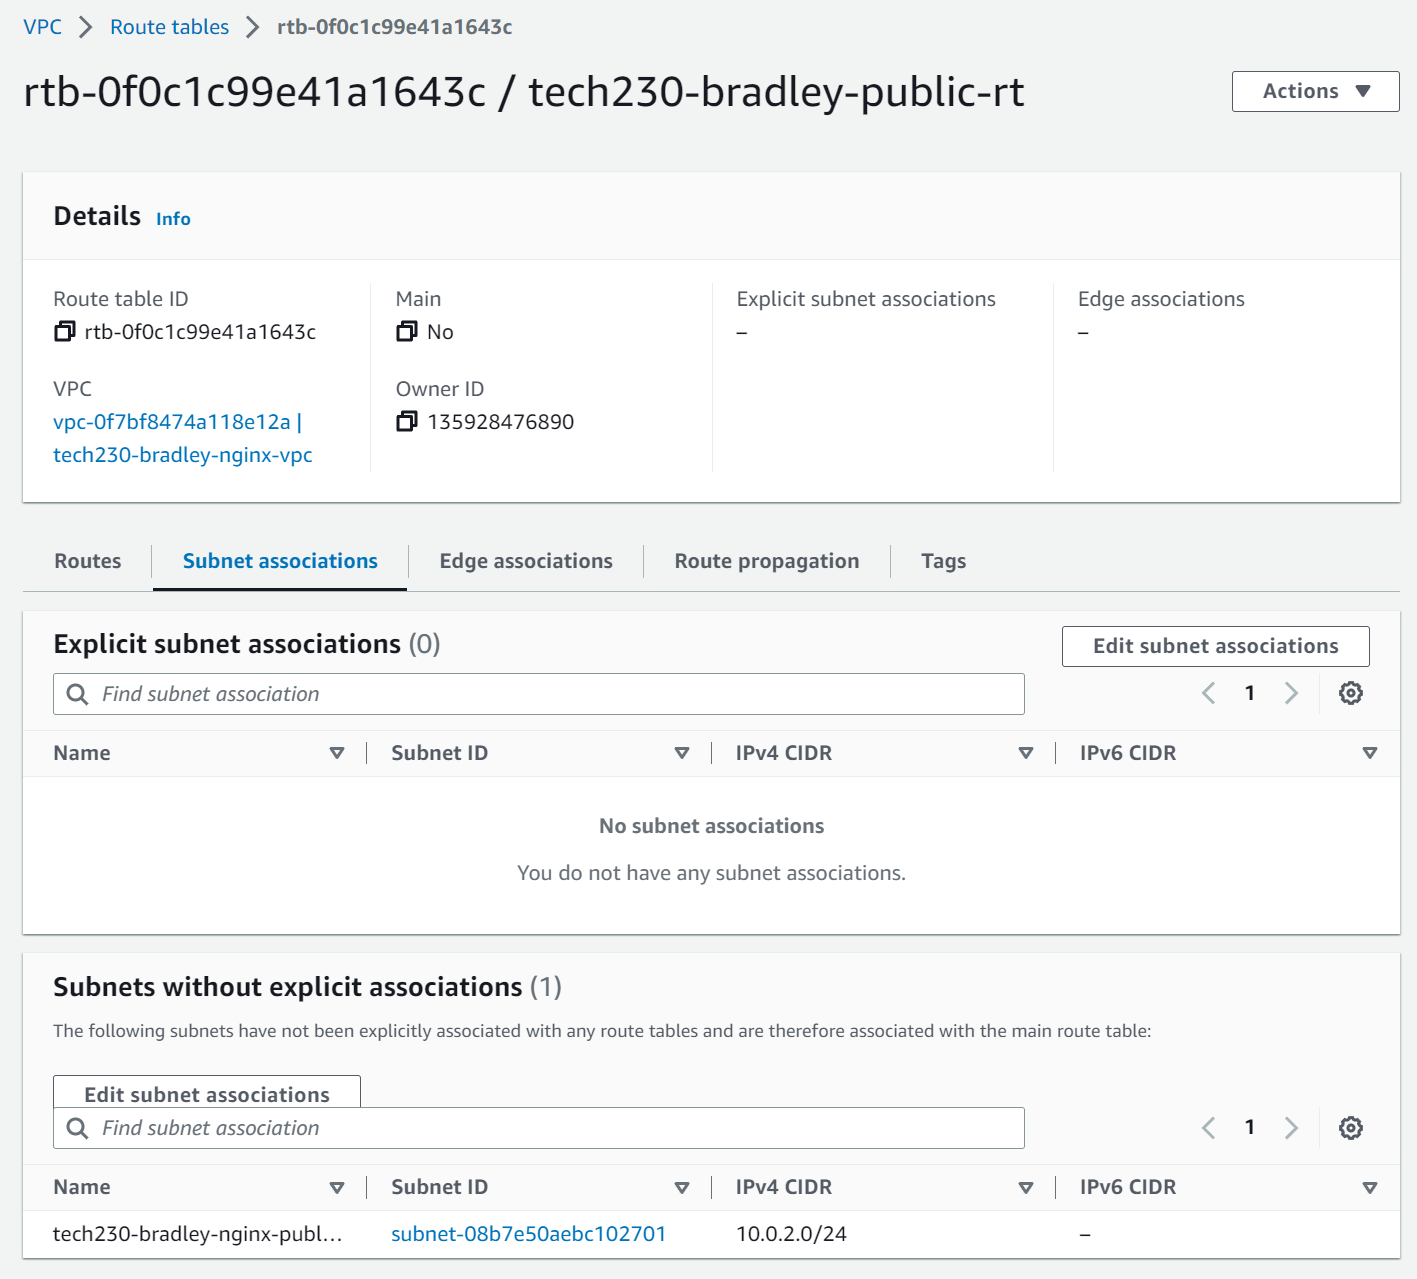 VPC > Route tables > rtb-0f0c1c99e41a1643c
rtb-0f0c1c99e41a1643c / tech230-bradley-public-rt
Actions
Details Info
Route table ID
rtb-0f0c1c99e41a1643c
Main
No
Explicit subnet associations
–
Edge associations
–
VPC
vpc-0f7bf8474a118e12a |
tech230-bradley-nginx-vpc
Owner ID
135928476890
Routes Subnet associations Edge associations Route propagation Tags
Explicit subnet associations (0)
Edit subnet associations
Find subnet association
1
Name Subnet ID IPv4 CIDR IPv6 CIDR
No subnet associations
You do not have any subnet associations.
Subnets without explicit associations (1)
The following subnets have not been explicitly associated with any route tables and are therefore associated with the main route table:
Edit subnet associations
Find subnet association
1
Name Subnet ID IPv4 CIDR IPv6 CIDR
tech230-bradley-nginx-publ... subnet-08b7e50aebc102701 10.0.2.0/24 –